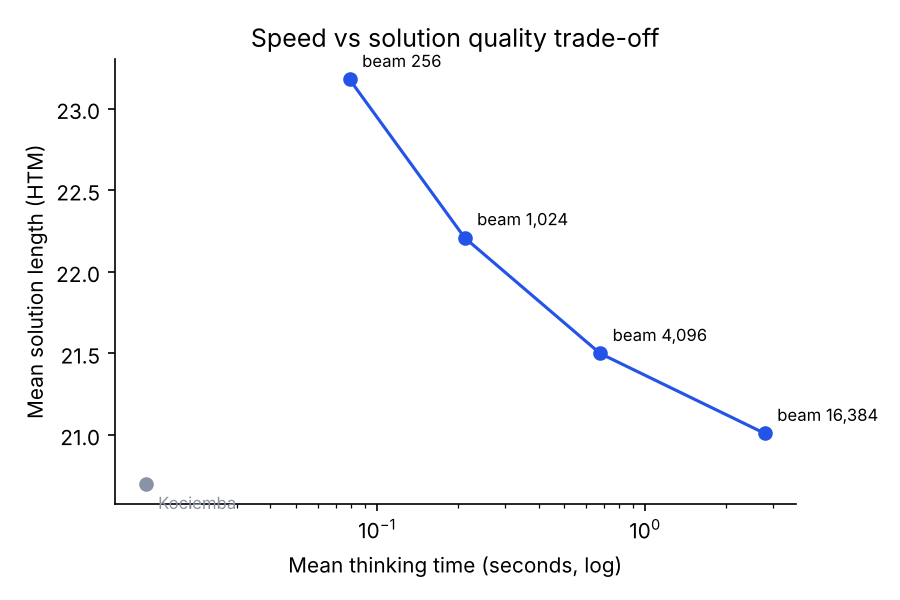 Speed vs solution quality trade-off
beam 256
23.0
22.5
beam 1,024
22.0
21.5
beam 4,096
beam 16,384
21.0
Kociemba
Mean solution length (HTM)
10⁻¹
10⁰
Mean thinking time (seconds, log)